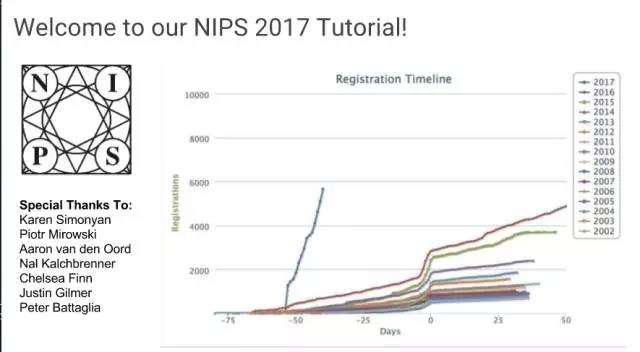 Welcome to our NIPS 2017 Tutorial!
N I
P S
Special Thanks To:
Karen Simonyan
Piotr Mirowski
Aaron van den Oord
Nal Kalchbrenner
Chelsea Finn
Justin Gilmer
Peter Battaglia
Registration Timeline
Registrations
10000
8000
6000
4000
2000
-75 -50 -25 0 25 50
Days
2017
2016
2015
2014
2013
2012
2011
2010
2009
2008
2007
2006
2005
2004
2003
2002